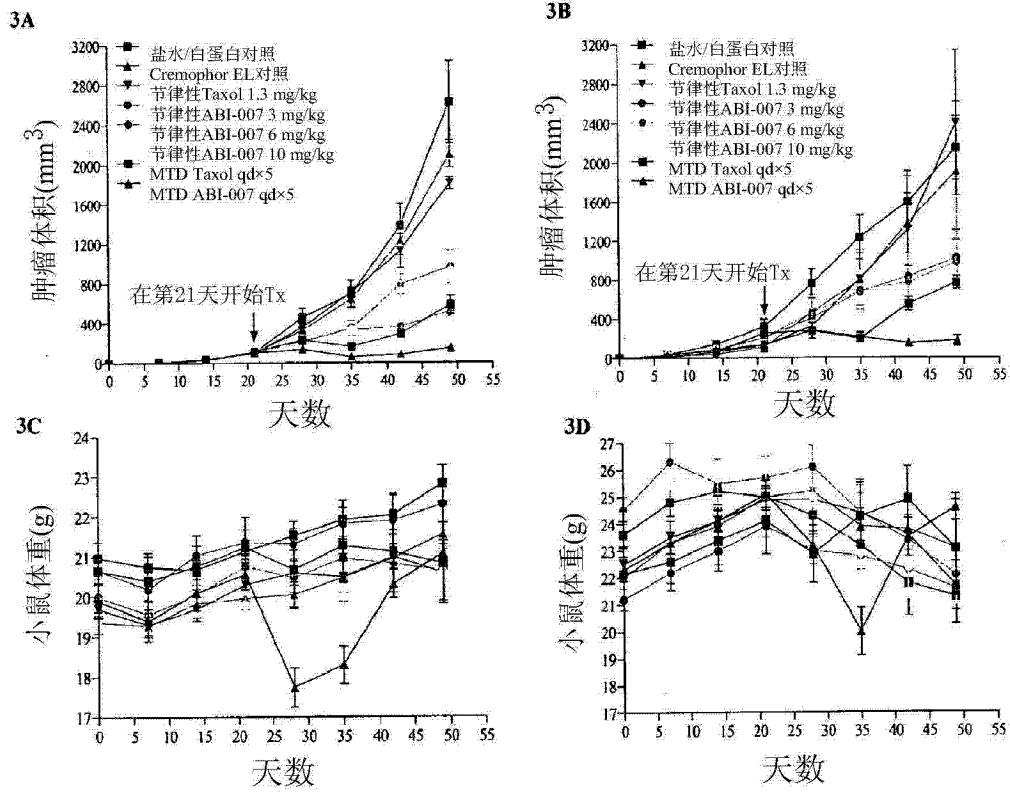 3A
肿瘤体积(mm³)
3200
2800
2400
2000
1600
1200
800
400
0
盐水/白蛋白对照
Cremophor EL对照
节律性Taxol 1.3 mg/kg
节律性ABI-007 3 mg/kg
节律性ABI-007 6 mg/kg
节律性ABI-007 10 mg/kg
MTD Taxol qd×5
MTD ABI-007 qd×5
在第21天开始Tx
0 5 10 15 20 25 30 35 40 45 50 55
天数
3B
肿瘤体积(mm³)
3200
2800
2400
2000
1600
1200
800
400
0
盐水/白蛋白对照
Cremophor EL对照
节律性Taxol 1.3 mg/kg
节律性ABI-007 3 mg/kg
节律性ABI-007 6 mg/kg
节律性ABI-007 10 mg/kg
MTD Taxol qd×5
MTD ABI-007 qd×5
在第21天开始Tx
0 5 10 15 20 25 30 35 40 45 50 55
天数
3C
小鼠体重(g)
24
23
22
21
20
19
18
17
0 5 10 15 20 25 30 35 40 45 50 55
天数
3D
小鼠体重(g)
27
26
25
24
23
22
21
20
19
18
17
0 5 10 15 20 25 30 35 40 45 50 55
天数